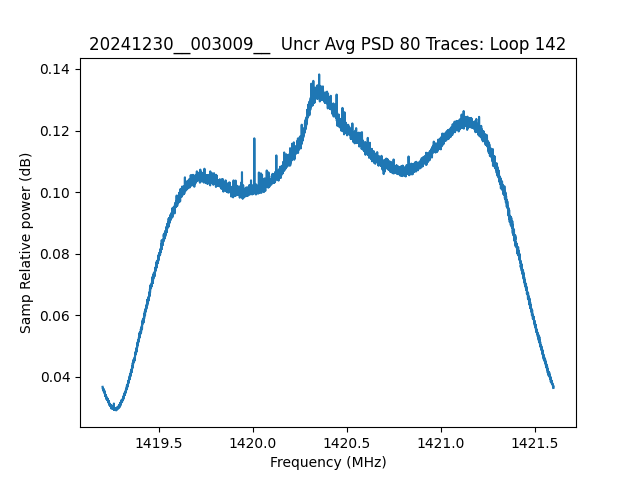 20241230__003009__  Uncr Avg PSD 80 Traces: Loop 142
0.14
0.12
0.10
0.08
0.06
0.04
Samp Relative power (dB)
1419.5 1420.0 1420.5 1421.0 1421.5
Frequency (MHz)